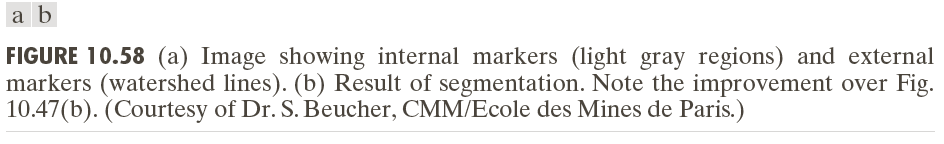 a b
FIGURE 10.58 (a) Image showing internal markers (light gray regions) and external
markers (watershed lines). (b) Result of segmentation. Note the improvement over Fig.
10.47(b). (Courtesy of Dr. S. Beucher, CMM/Ecole des Mines de Paris.)